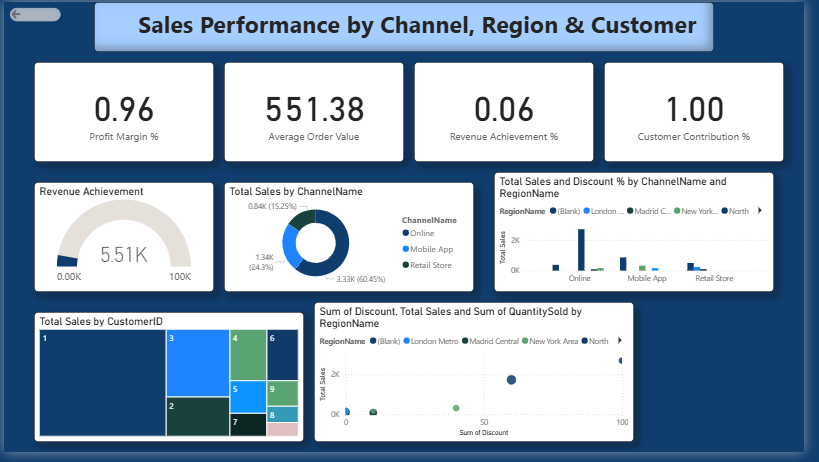 Sales Performance by Channel, Region & Customer
0.96
Profit Margin %
551.38
Average Order Value
0.06
Revenue Achievement %
1.00
Customer Contribution %
Revenue Achievement
5.51K
0.00K
100K
Total Sales by ChannelName
0.84K (15.25%)
1.34K
(24.3%)
3.33K (60.45%)
ChannelName
Online
Mobile App
Retail Store
Total Sales and Discount % by ChannelName and
RegionName
RegionName (Blank) London ... Madrid C... New York... North
Total Sales
2K
0K
Online
Mobile App
Retail Store
Total Sales by CustomerID
1
3
2
4
5
7
6
9
8
Sum of Discount, Total Sales and Sum of QuantitySold by
RegionName
RegionName (Blank) London Metro Madrid Central New York Area North
Total Sales
2K
0K
0
50
100
Sum of Discount